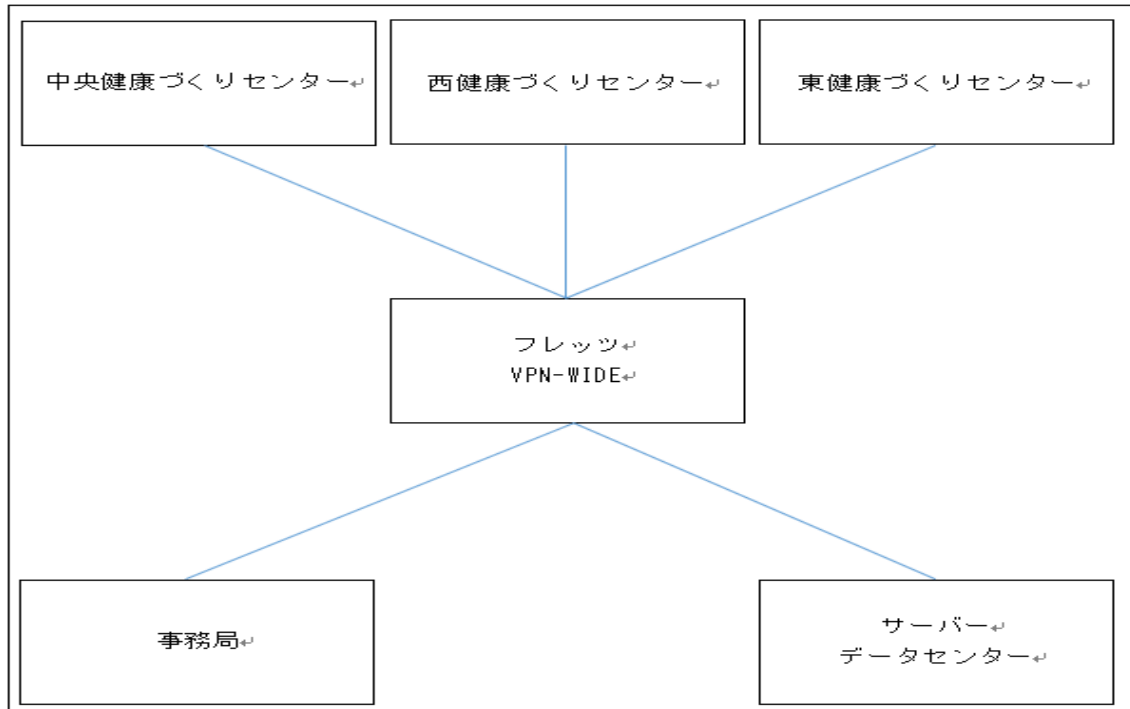 中央健康づくりセンター↵
西健康づくりセンター↵
東健康づくりセンター↵
フレッツ↵
VPN-WIDE↵
事務局↵
サーバー↵
データセンター↵